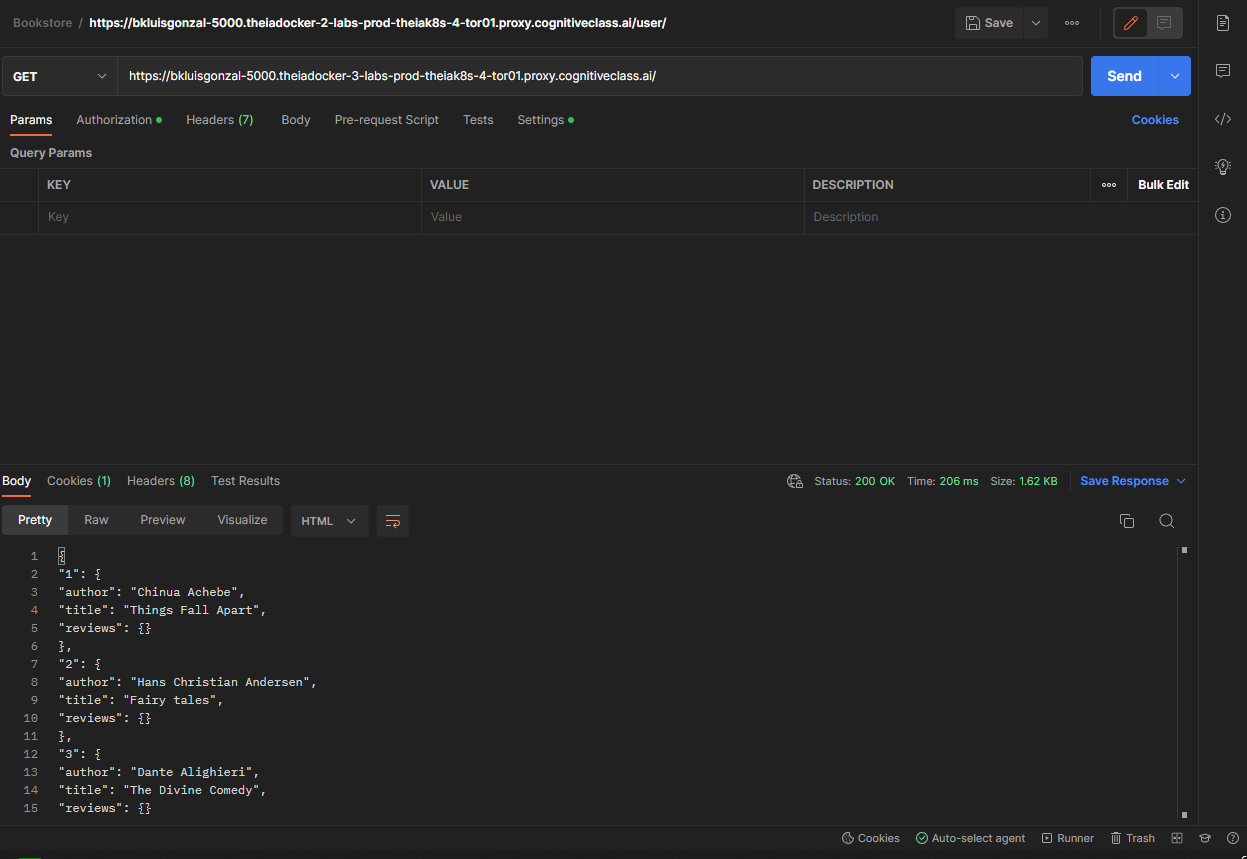 Bookstore / https://bkluisgonzal-5000.theiadocker-2-labs-prod-theiak8s-4-tor01.proxy.cognitiveclass.ai/user/ Save
GET https://bkluisgonzal-5000.theiadocker-3-labs-prod-theiak8s-4-tor01.proxy.cognitiveclass.ai/ Send
Params Authorization Headers (7) Body Pre-request Script Tests Settings Cookies
Query Params
KEY VALUE DESCRIPTION Bulk Edit
Key Value Description
Body Cookies (1) Headers (8) Test Results Status: 200 OK Time: 206 ms Size: 1.62 KB Save Response
Pretty Raw Preview Visualize HTML
1 {
2 "1": {
3 "author": "Chinua Achebe",
4 "title": "Things Fall Apart",
5 "reviews": {}
6 },
7 "2": {
8 "author": "Hans Christian Andersen",
9 "title": "Fairy tales",
10 "reviews": {}
11 },
12 "3": {
13 "author": "Dante Alighieri",
14 "title": "The Divine Comedy",
15 "reviews": {}
Cookies Auto-select agent Runner Trash